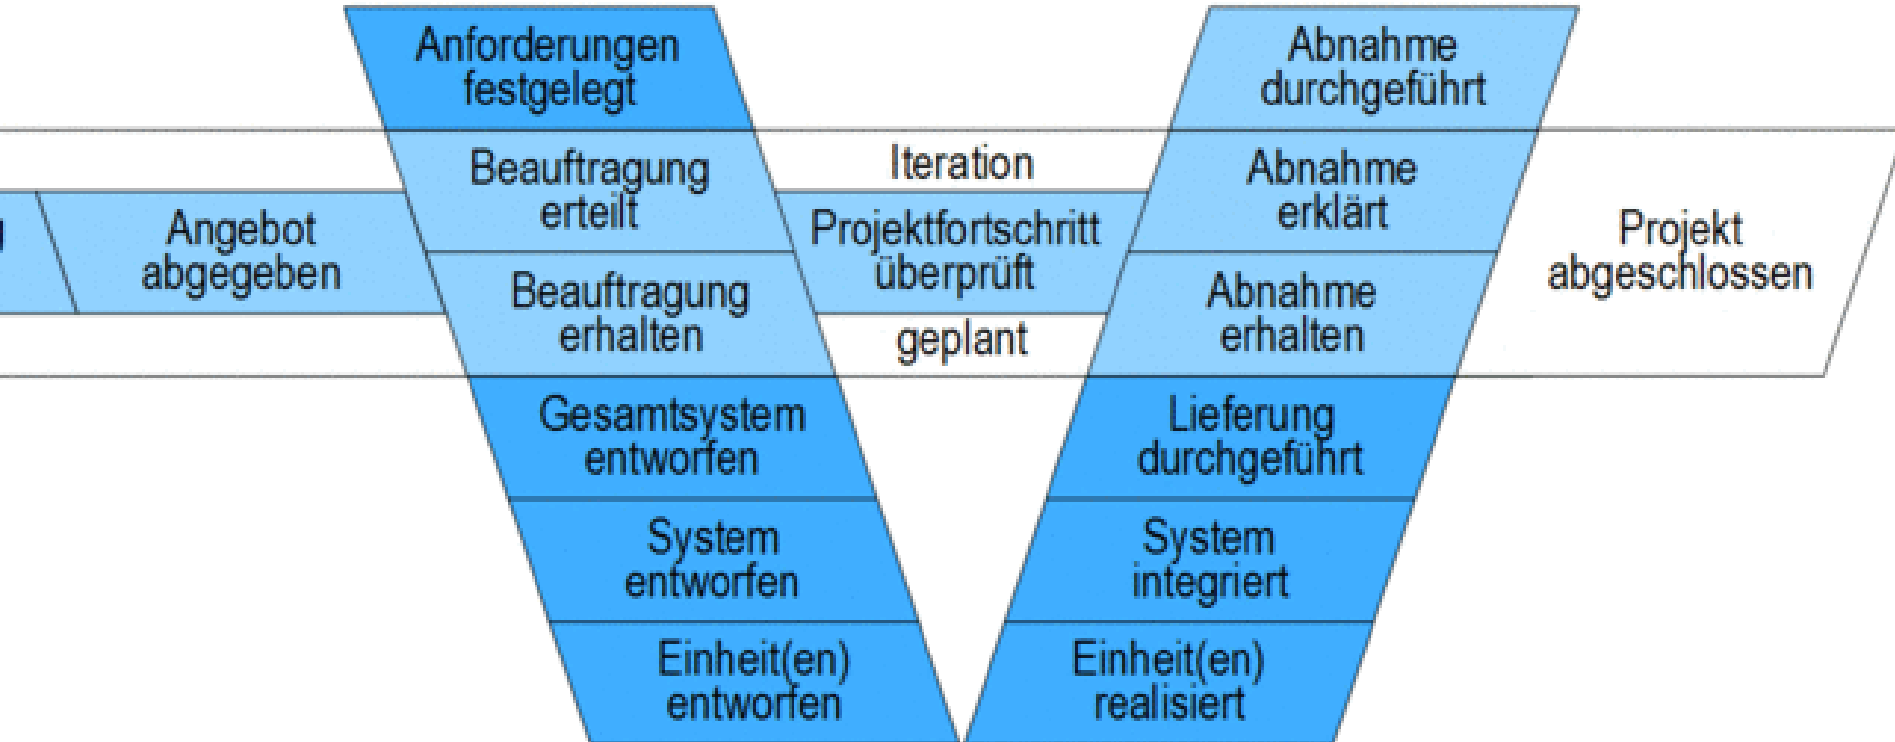 Anforderungen
festgelegt
Beauftragung
erteilt
Beauftragung
erhalten
Gesamtsystem
entworfen
System
entworfen
Einheit(en)
entworfen
Angebot
abgegeben
Iteration
Projektfortschritt
überprüft
geplant
Abnahme
durchgeführt
Abnahme
erklärt
Abnahme
erhalten
Lieferung
durchgeführt
System
integriert
Einheit(en)
realisiert
Projekt
abgeschlossen